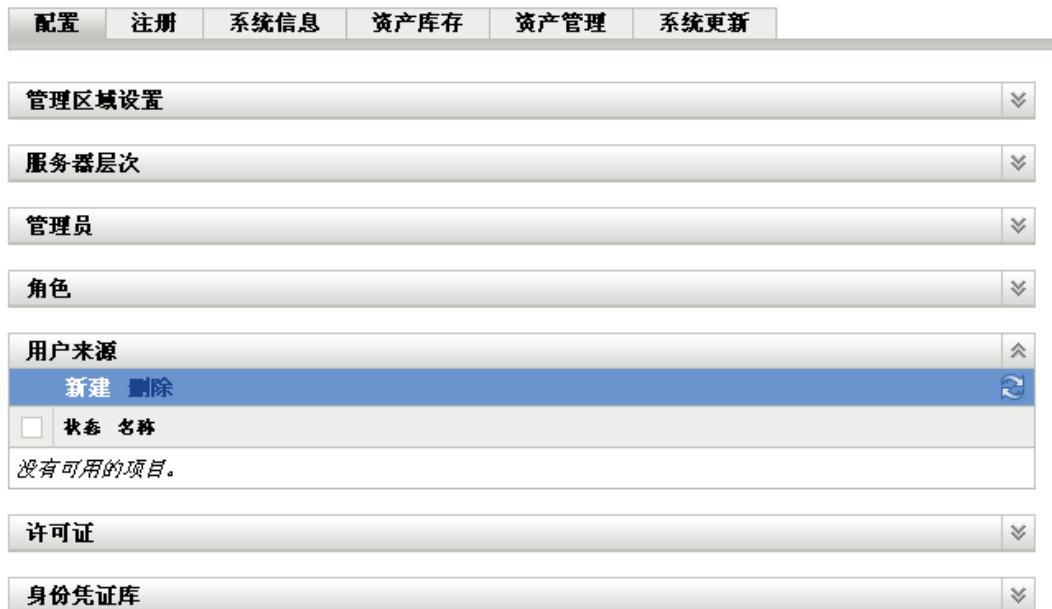 配置 注册 系统信息 资产库存 资产管理 系统更新
管理区域设置
服务器层次
管理员
角色
用户来源
新建 删除
状态 名称
没有可用的项目。
许可证
身份凭证库